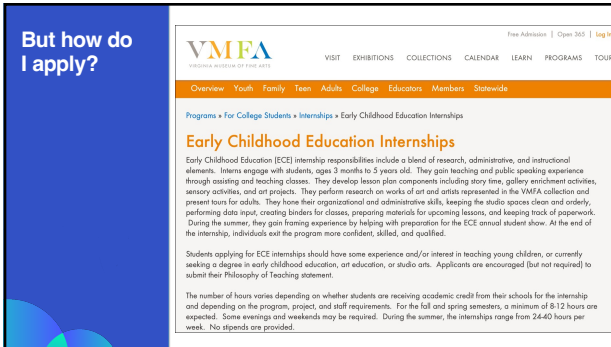 But how do
I apply?
Free Admission | Open 365 | Log In
VMFA
VIRGINIA MUSEUM OF FINE ARTS
VISIT EXHIBITIONS COLLECTIONS CALENDAR LEARN PROGRAMS TOUR
Overview Youth Family Teen Adults College Educators Members Statewide
Programs » For College Students » Internships » Early Childhood Education Internships
Early Childhood Education Internships
Early Childhood Education (ECE) internship responsibilities include a blend of research, administrative, and instructional
elements. Interns engage with students, ages 3 months to 5 years old. They gain teaching and public speaking experience
through assisting and teaching classes. They develop lesson plan components including story time, gallery enrichment activities,
sensory activities, and art projects. They perform research on works of art and artists represented in the VMFA collection and
present tours for adults. They hone their organizational and administrative skills, keeping the studio spaces clean and orderly,
performing data input, creating binders for classes, preparing materials for upcoming lessons, and keeping track of paperwork.
During the summer, they gain framing experience by helping with preparation for the ECE annual student show. At the end of
the internship, individuals exit the program more confident, skilled, and qualified.
Students applying for ECE internships should have some experience and/or interest in teaching young children, or currently
seeking a degree in early childhood education, art education, or studio arts. Applicants are encouraged (but not required) to
submit their Philosophy of Teaching statement.
The number of hours varies depending on whether students are receiving academic credit from their schools for the internship
and depending on the program, project, and staff requirements. For the fall and spring semesters, a minimum of 8-12 hours are
expected. Some evenings and weekends may be required. During the summer, the internships range from 24-40 hours per
week. No stipends are provided.